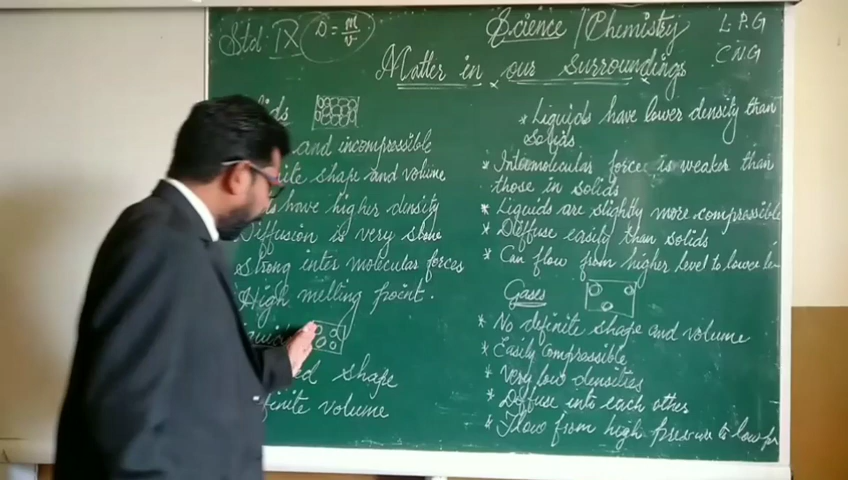 Std IX D = m/v Science / Chemistry L.P.G
CNG
Matter in our surroundings
and incompressible
shape and volume
have higher density
Diffusion is very slow
Strong inter molecular forces
High melting point.
shape
volume
* Liquids have lower density than
solids
* Intermolecular force is weaker than
those in solids
* Liquids are slightly more compressible
* Diffuse easily than solids
* Can flow from higher level to lower
Gases
* No definite shape and volume
* Easily compressible
* Very low densities
* Diffuse into each other
* Flow from high pressure to low